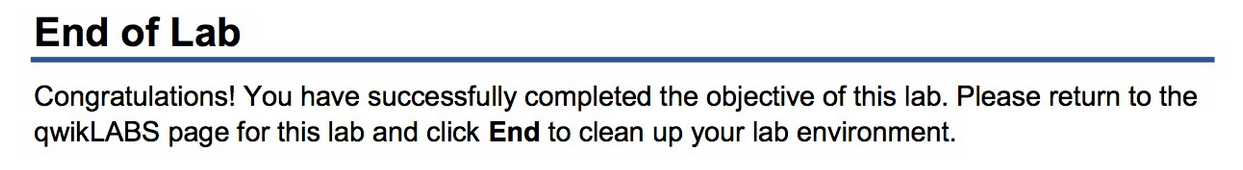 End of Lab
Congratulations! You have successfully completed the objective of this lab. Please return to the
qwikLABS page for this lab and click End to clean up your lab environment.